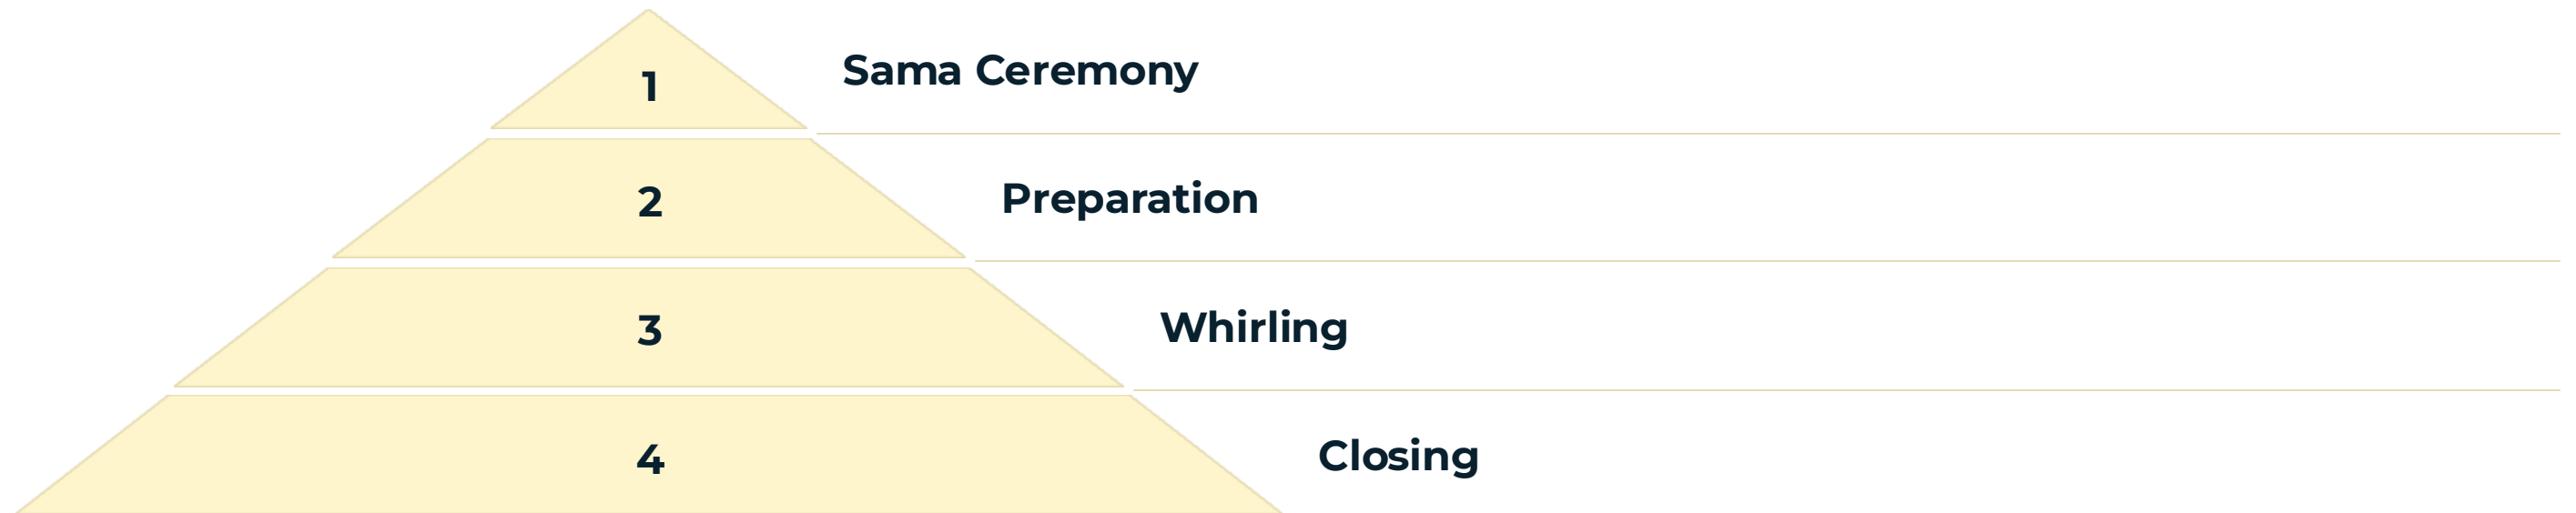 1
Sama Ceremony
2
Preparation
3
Whirling
4
Closing